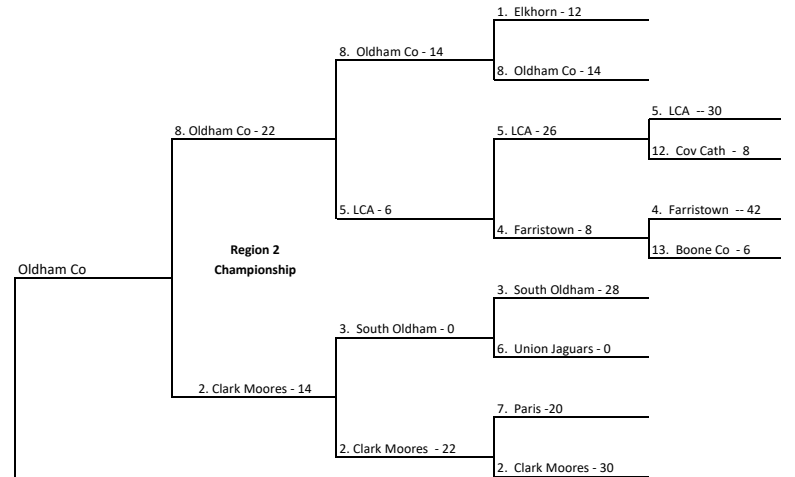 1. Elkhorn - 12
8. Oldham Co - 14
8. Oldham Co - 14
5. LCA -- 30
8. Oldham Co - 22
5. LCA - 26
12. Cov Cath - 8
5. LCA - 6
4. Farristown -- 42
4. Farristown - 8
Region 2
Championship
13. Boone Co - 6
Oldham Co
3. South Oldham - 28
3. South Oldham - 0
6. Union Jaguars - 0
2. Clark Moores - 14
7. Paris -20
2. Clark Moores - 22
2. Clark Moores - 30